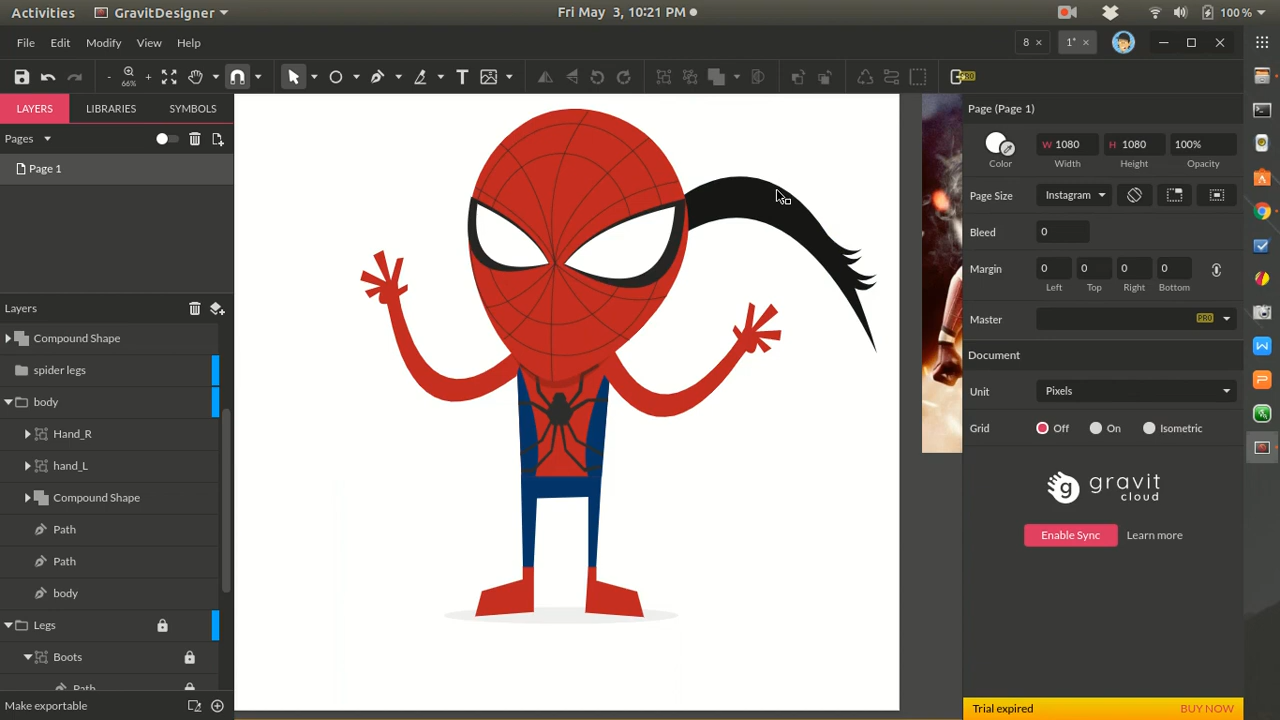 Activities GravitDesigner Fri May 3, 10:21 PM 100 %
File Edit Modify View Help 8 × 1* ×
- 66% + T PRO
LAYERS LIBRARIES SYMBOLS
Page (Page 1)
Pages
W 1080 H 1080 100%
Color Width Height Opacity
Page 1
Page Size Instagram
Bleed 0
Margin 0 0 0 0
Left Top Right Bottom
Layers
Master PRO
Compound Shape
Document
spider legs
Unit Pixels
body
Grid Off On Isometric
Hand_R
hand_L
gravit
cloud
Compound Shape
Path
Enable Sync Learn more
Path
body
Legs
Boots
Path
Make exportable
Trial expired BUY NOW